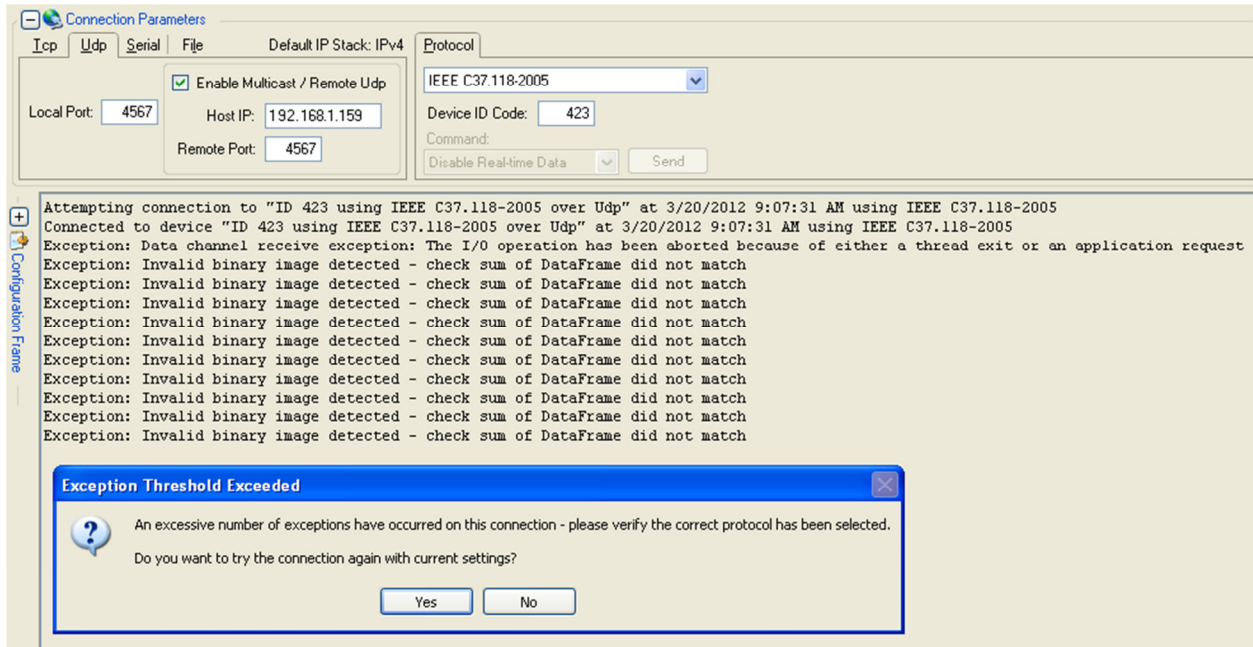 Connection Parameters
Tcp Udp Serial File Default IP Stack: IPv4 Protocol
Enable Multicast / Remote Udp
IEEE C37.118-2005
Local Port: 4567
Host IP: 192.168.1.159
Device ID Code: 423
Remote Port: 4567
Command:
Disable Real-time Data Send
Configuration Frame
Attempting connection to "ID 423 using IEEE C37.118-2005 over Udp" at 3/20/2012 9:07:31 AM using IEEE C37.118-2005
Connected to device "ID 423 using IEEE C37.118-2005 over Udp" at 3/20/2012 9:07:31 AM using IEEE C37.118-2005
Exception: Data channel receive exception: The I/O operation has been aborted because of either a thread exit or an application request
Exception: Invalid binary image detected - check sum of DataFrame did not match
Exception: Invalid binary image detected - check sum of DataFrame did not match
Exception: Invalid binary image detected - check sum of DataFrame did not match
Exception: Invalid binary image detected - check sum of DataFrame did not match
Exception: Invalid binary image detected - check sum of DataFrame did not match
Exception: Invalid binary image detected - check sum of DataFrame did not match
Exception: Invalid binary image detected - check sum of DataFrame did not match
Exception: Invalid binary image detected - check sum of DataFrame did not match
Exception: Invalid binary image detected - check sum of DataFrame did not match
Exception: Invalid binary image detected - check sum of DataFrame did not match
Exception Threshold Exceeded
An excessive number of exceptions have occurred on this connection - please verify the correct protocol has been selected.
Do you want to try the connection again with current settings?
Yes No